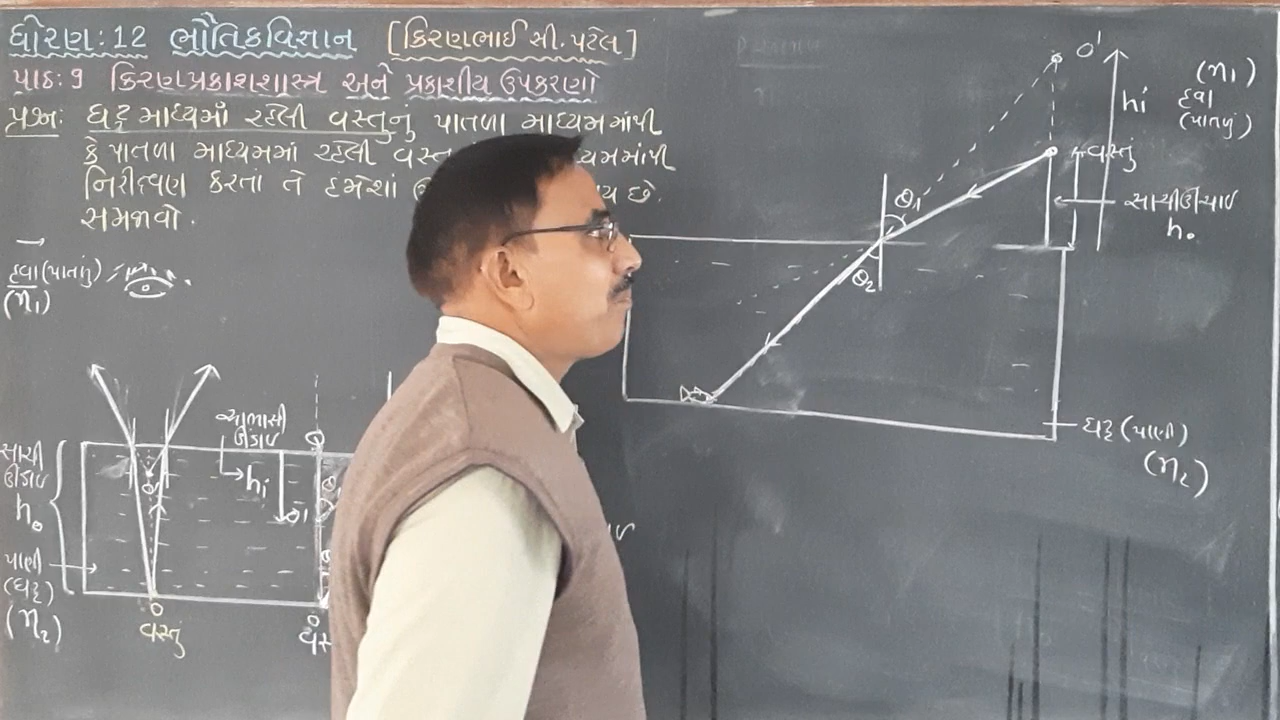 ધોરણ: 12 ભૌતિકવિજ્ઞાન [કિરણભાઈ સી. પટેલ]
પાઠ: 9 કિરણપ્રકાશશાસ્ત્ર અને પ્રકાશીય ઉપકરણો
પ્રશ્ન: ઘટ્ટ માધ્યમમાં રહેલી વસ્તુનું પાતળા માધ્યમમાંથી
કે પાતળા માધ્યમમાં રહેલી વસ્ત યમમાંથી
નિરીક્ષણ કરતાં તે હંમેશાં ય છે.
સમજાવો.
હવા (પાતળું)
(n₁)
આભાસી
ઊંડાઈ
hi
સાચી
ઊંડાઈ
h₀
પાણી
(ઘટ્ટ)
(n₂)
O
વસ્તું
O
O'
hi
(n₁)
હવા
(પાતળું)
વસ્તું
સાચીઊંચાઈ
h₀
θ₁
θ₂
ઘટ્ટ (પાણી)
(n₂)